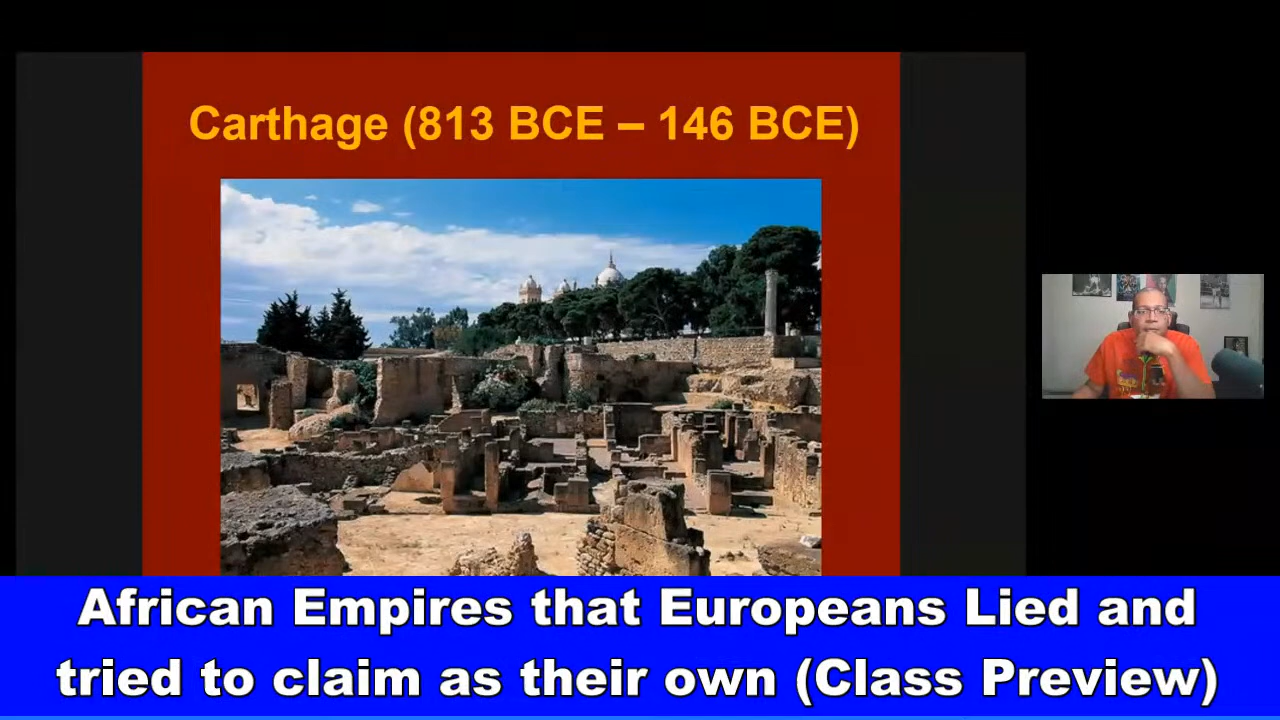 Carthage (813 BCE – 146 BCE)
African Empires that Europeans Lied and
tried to claim as their own (Class Preview)